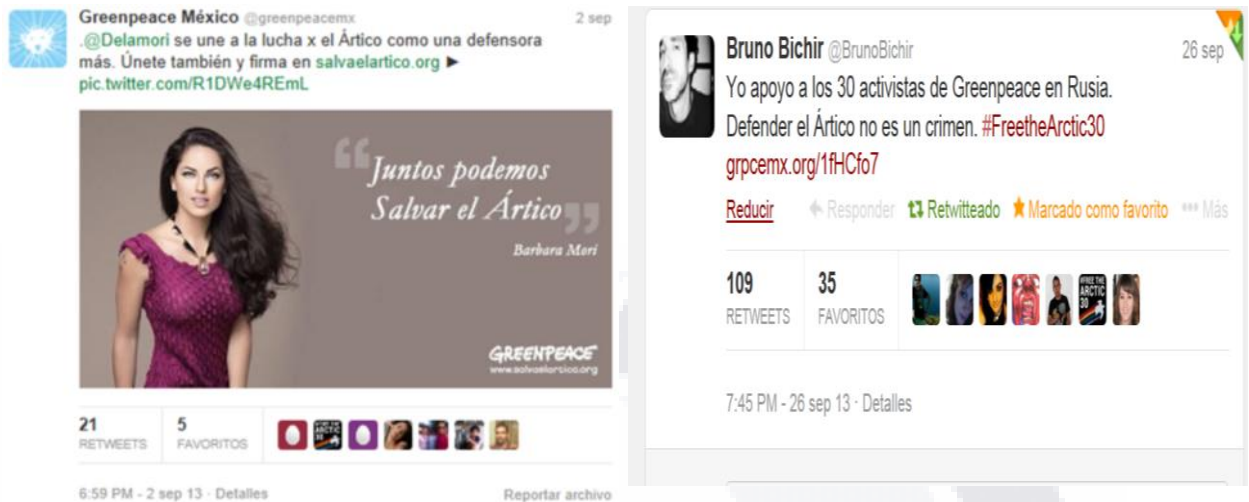 Greenpeace México @greenpeacemx 2 sep
.@Delamori se une a la lucha x el Ártico como una defensora
más. Únete también y firma en salvaelartico.org ►
pic.twitter.com/R1DWe4REmL
“Juntos podemos
Salvar el Ártico”
Barbara Mori
GREENPEACE
www.salvaelartico.org
21 5
RETWEETS FAVORITOS
6:59 PM - 2 sep 13 · Detalles Reportar archivo
Bruno Bichir @BrunoBichir 26 sep
Yo apoyo a los 30 activistas de Greenpeace en Rusia.
Defender el Ártico no es un crimen. #FreetheArctic30
grpcemx.org/1fHCfo7
Reducir Responder Retwitteado Marcado como favorito ••• Más
109 35
RETWEETS FAVORITOS
7:45 PM - 26 sep 13 · Detalles